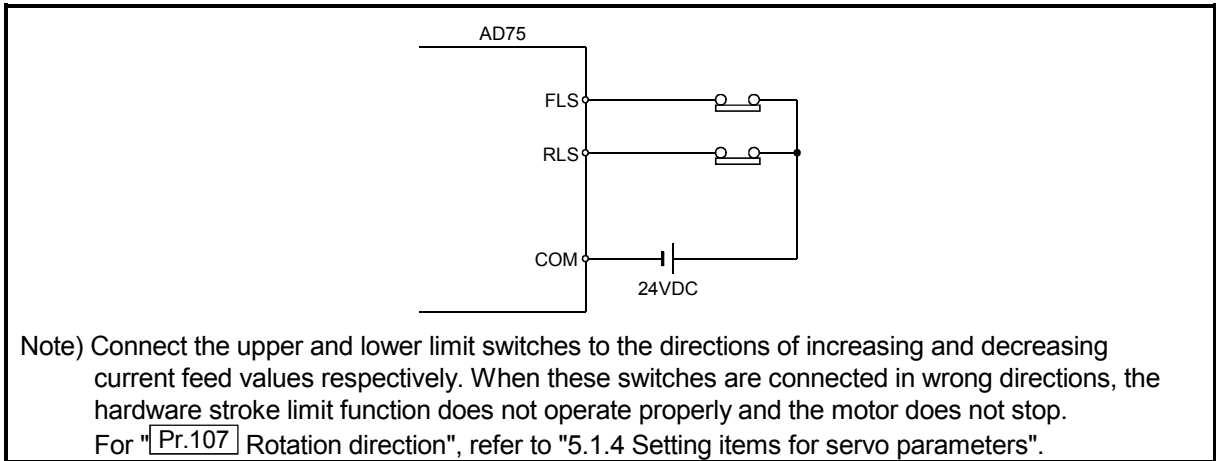 AD75
FLS
RLS
COM
24VDC
Note) Connect the upper and lower limit switches to the directions of increasing and decreasing
current feed values respectively. When these switches are connected in wrong directions, the
hardware stroke limit function does not operate properly and the motor does not stop.
For "Pr.107 Rotation direction", refer to "5.1.4 Setting items for servo parameters".